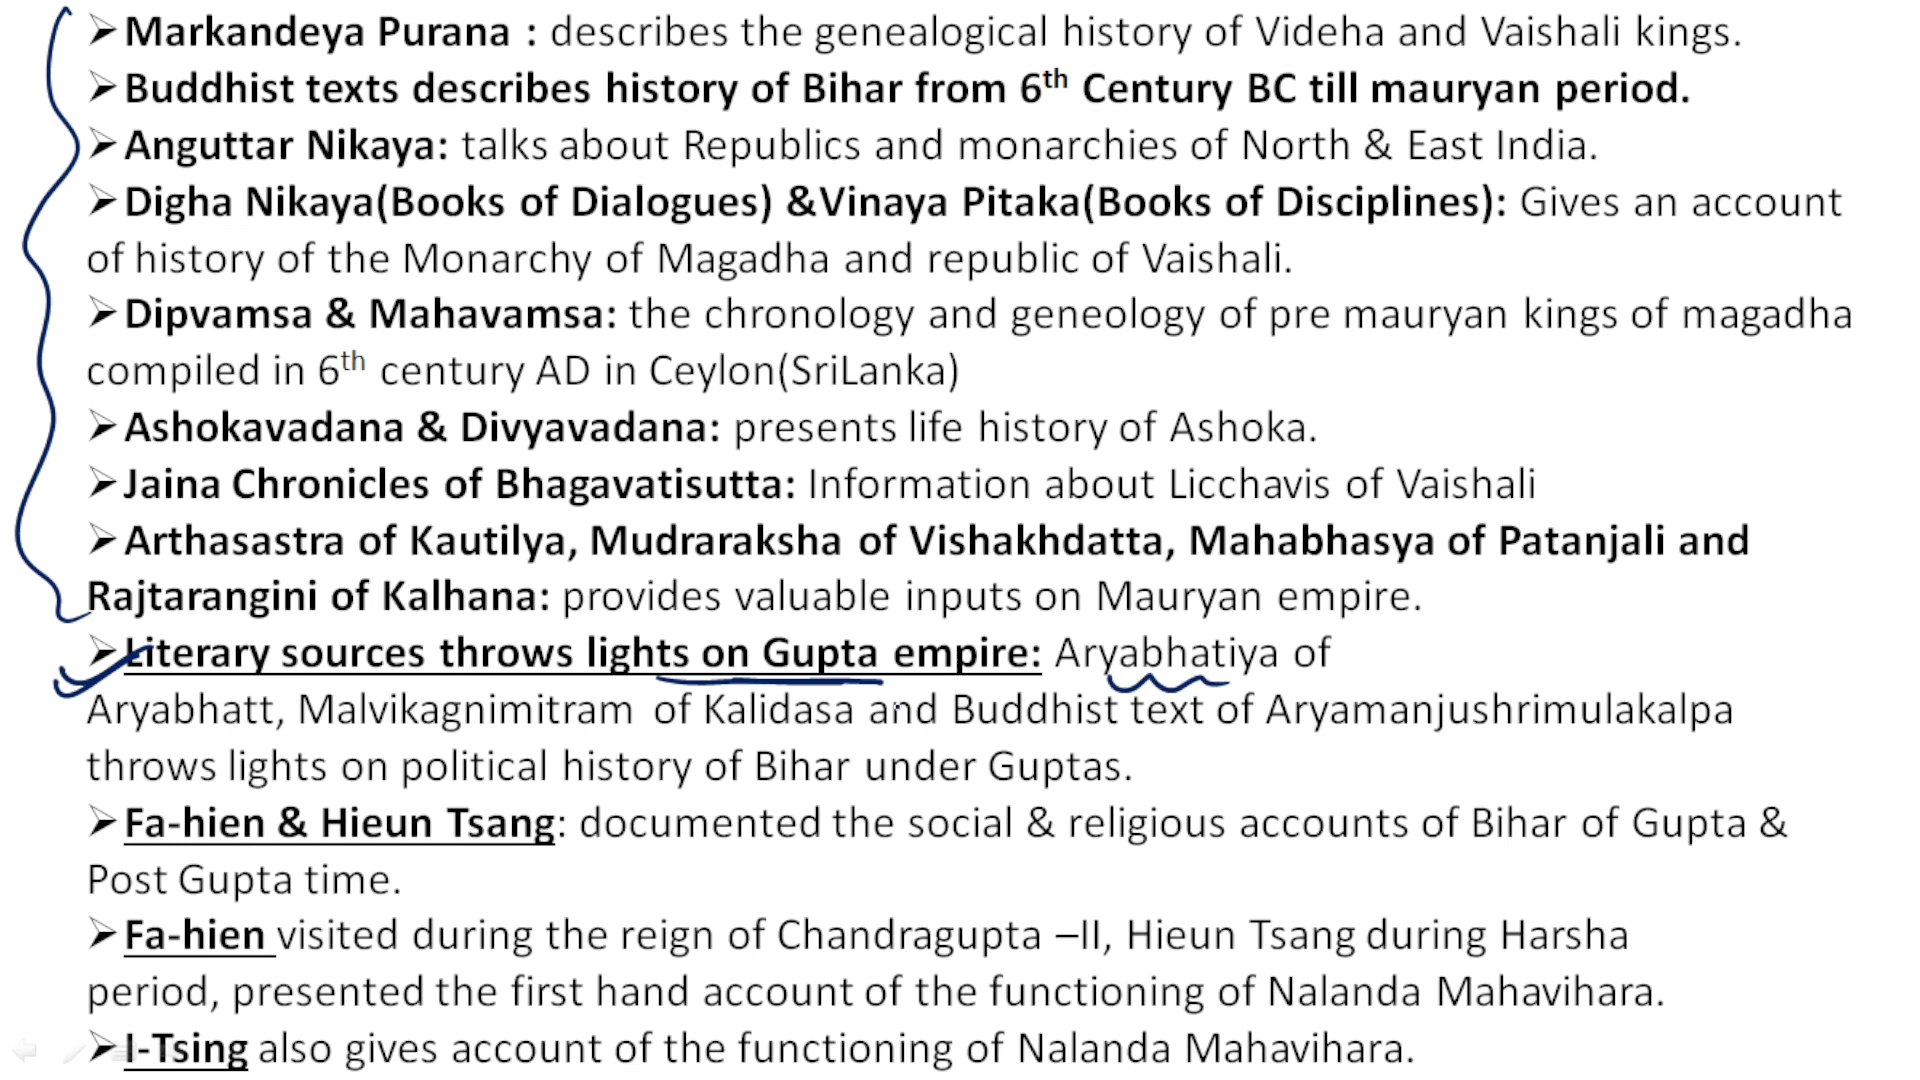 ➢Markandeya Purana : describes the genealogical history of Videha and Vaishali kings.
➢Buddhist texts describes history of Bihar from 6th Century BC till mauryan period.
➢Anguttar Nikaya: talks about Republics and monarchies of North & East India.
➢Digha Nikaya(Books of Dialogues) &Vinaya Pitaka(Books of Disciplines): Gives an account
of history of the Monarchy of Magadha and republic of Vaishali.
➢Dipvamsa & Mahavamsa: the chronology and geneology of pre mauryan kings of magadha
compiled in 6th century AD in Ceylon(SriLanka)
➢Ashokavadana & Divyavadana: presents life history of Ashoka.
➢Jaina Chronicles of Bhagavatisutta: Information about Licchavis of Vaishali
➢Arthasastra of Kautilya, Mudraraksha of Vishakhdatta, Mahabhasya of Patanjali and
Rajtarangini of Kalhana: provides valuable inputs on Mauryan empire.
➢Literary sources throws lights on Gupta empire: Aryabhatiya of
Aryabhatt, Malvikagnimitram of Kalidasa and Buddhist text of Aryamanjushrimulakalpa
throws lights on political history of Bihar under Guptas.
➢Fa-hien & Hieun Tsang: documented the social & religious accounts of Bihar of Gupta &
Post Gupta time.
➢Fa-hien visited during the reign of Chandragupta –II, Hieun Tsang during Harsha
period, presented the first hand account of the functioning of Nalanda Mahavihara.
➢I-Tsing also gives account of the functioning of Nalanda Mahavihara.